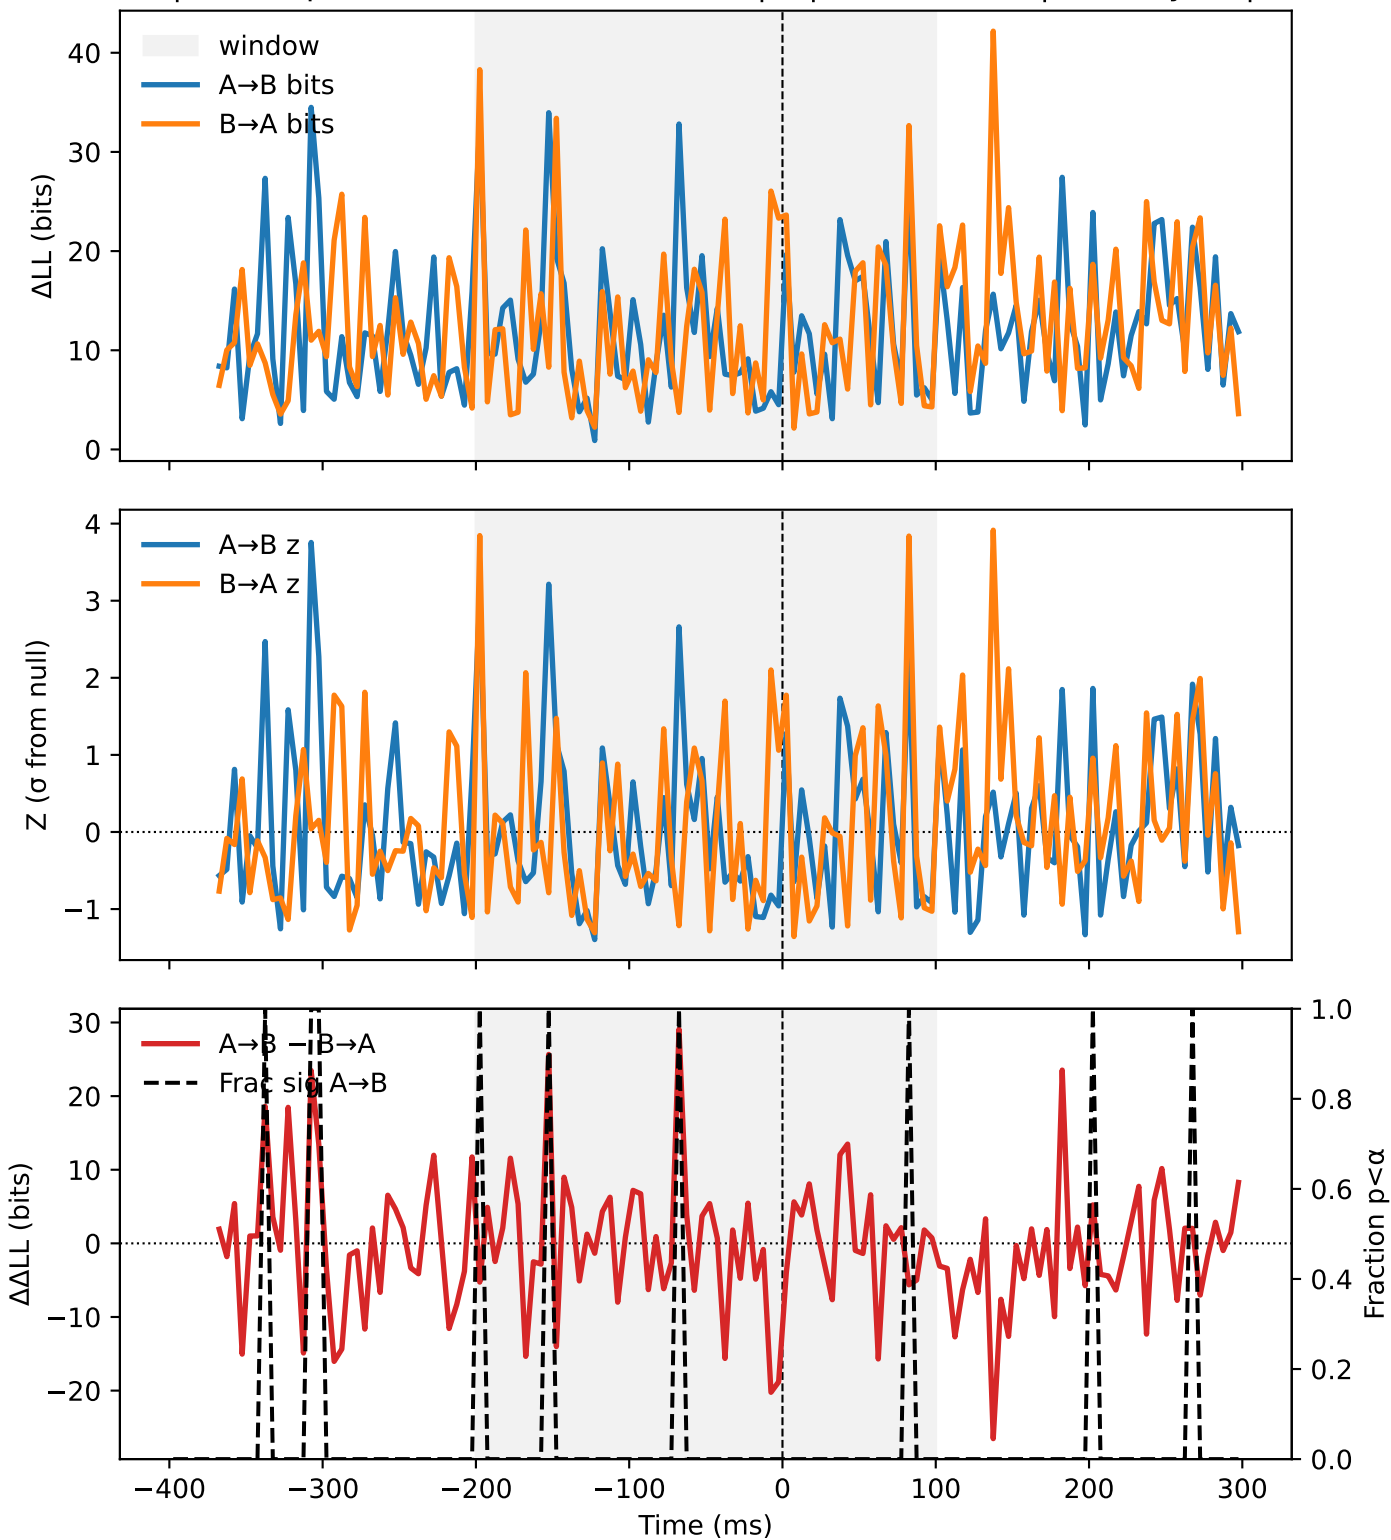 window
A→B bits
B→A bits
ΔLL (bits)
40
30
20
10
0
A→B z
B→A z
Z (σ from null)
4
3
2
1
0
−1
A→B − B→A
Frac sig A→B
ΔΔLL (bits)
30
20
10
0
−10
−20
1.0
0.8
0.6
0.4
0.2
0.0
Fraction p<α
−400
−300
−200
−100
0
100
200
300
Time (ms)